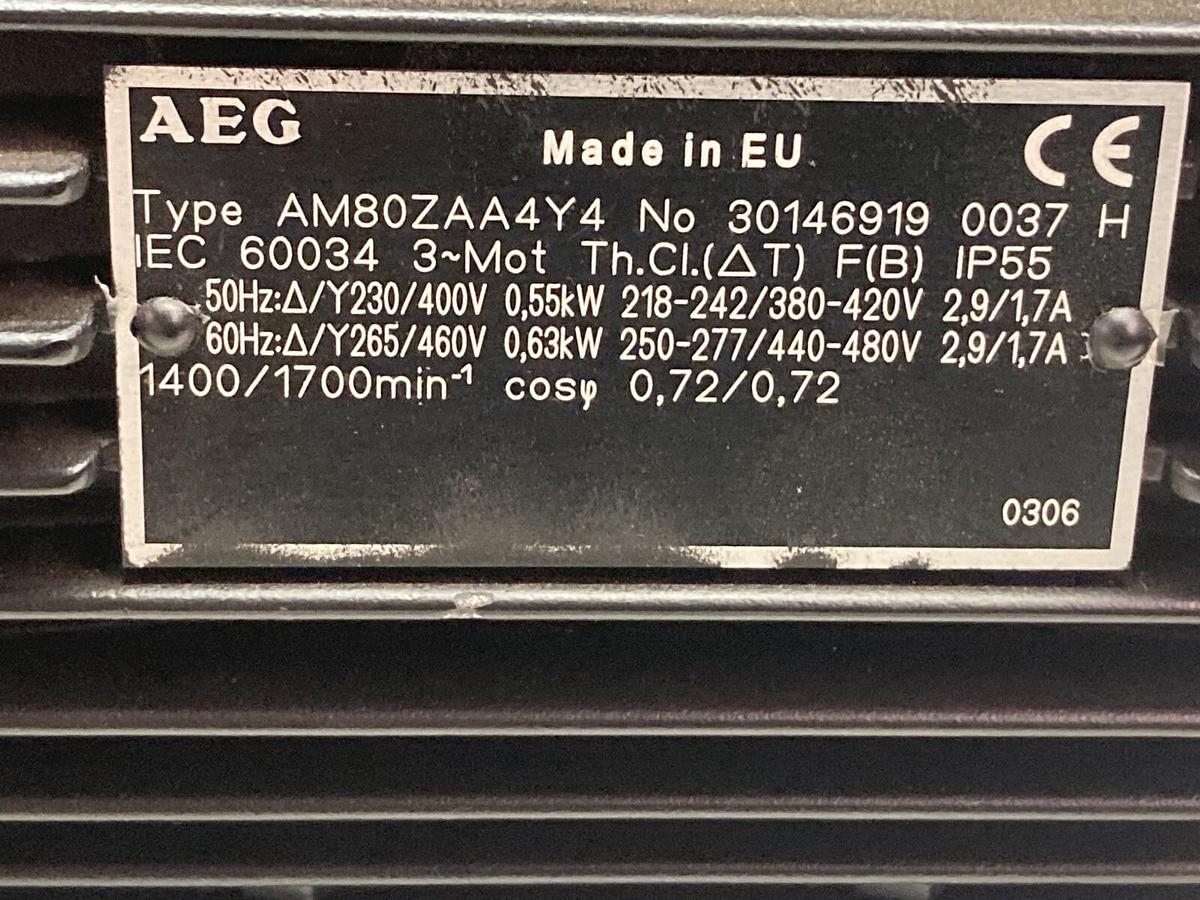 AEG
Made in EU
CE
Type AM80ZAA4Y4 No 30146919 0037 H
IEC 60034 3~Mot Th.Cl.(ΔT) F(B) IP55
50Hz:Δ/Y230/400V 0,55kW 218-242/380-420V 2,9/1,7A
60Hz:Δ/Y265/460V 0,63kW 250-277/440-480V 2,9/1,7A
1400/1700min⁻¹ cosφ 0,72/0,72
0306